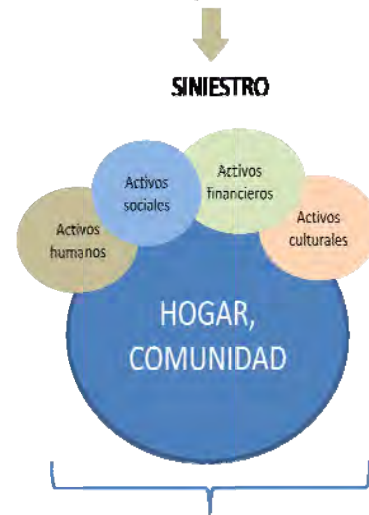 SINIESTRO
Activos
humanos
Activos
sociales
Activos
financieros
Activos
culturales
HOGAR,
COMUNIDAD